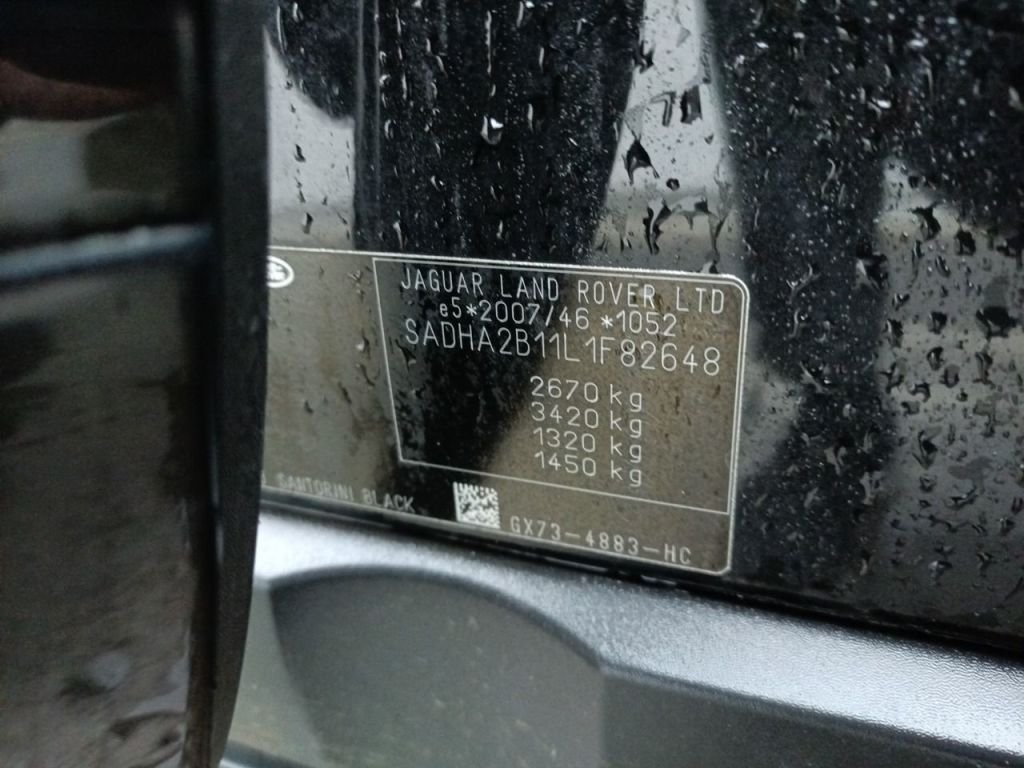 JAGUAR LAND ROVER LTD
e5*2007/46 *1052
SADHA2B11L1F82648
2670 kg
3420 kg
1320 kg
1450 kg
SANTORINI BLACK
GX73-4883-HC